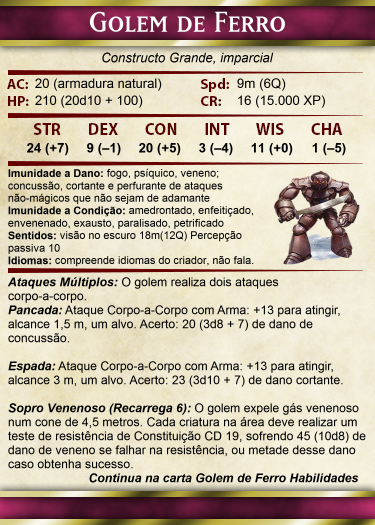 GOLEM DE FERRO
Constructo Grande, imparcial
AC: 20 (armadura natural) Spd: 9m (6Q)
HP: 210 (20d10 + 100) CR: 16 (15.000 XP)
STR DEX CON INT WIS CHA
24 (+7) 9 (–1) 20 (+5) 3 (–4) 11 (+0) 1 (–5)
Imunidade a Dano: fogo, psíquico, veneno;
concussão, cortante e perfurante de ataques
não-mágicos que não sejam de adamante
Imunidade a Condição: amedrontado, enfeitiçado,
envenenado, exausto, paralisado, petrificado
Sentidos: visão no escuro 18m(12Q) Percepção
passiva 10
Idiomas: compreende idiomas do criador, não fala.
Ataques Múltiplos: O golem realiza dois ataques
corpo-a-corpo.
Pancada: Ataque Corpo-a-Corpo com Arma: +13 para atingir,
alcance 1,5 m, um alvo. Acerto: 20 (3d8 + 7) de dano de
concussão.
Espada: Ataque Corpo-a-Corpo com Arma: +13 para atingir,
alcance 3 m, um alvo. Acerto: 23 (3d10 + 7) de dano cortante.
Sopro Venenoso (Recarrega 6): O golem expele gás venenoso
num cone de 4,5 metros. Cada criatura na área deve realizar um
teste de resistência de Constituição CD 19, sofrendo 45 (10d8) de
dano de veneno se falhar na resistência, ou metade desse dano
caso obtenha sucesso.
Continua na carta Golem de Ferro Habilidades